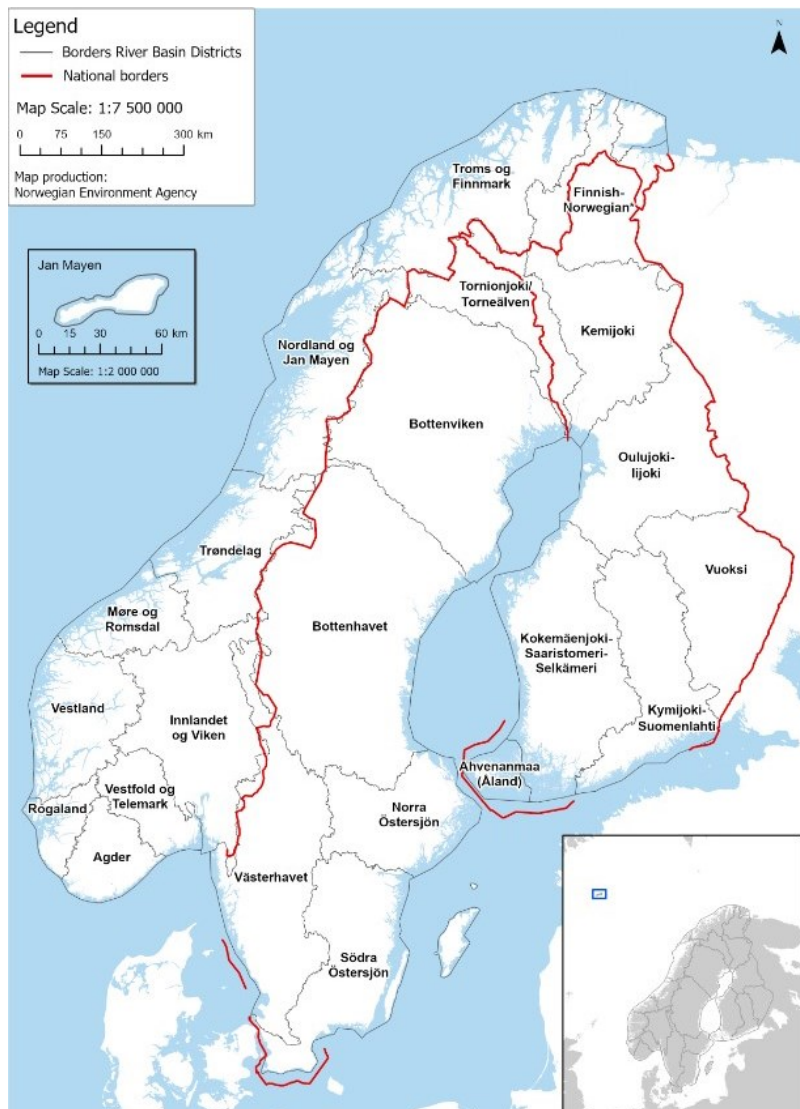 Legend
Borders River Basin Districts
National borders
Map Scale: 1:7 500 000
0 75 150 300 km
Map production:
Norwegian Environment Agency
N
Jan Mayen
0 15 30 60 km
Map Scale: 1:2 000 000
Troms og
Finnmark
Finnish-
Norwegian*
Tornionjoki/
Torneälven
Kemijoki
Nordland og
Jan Mayen
Bottenviken
Oulujoki-
Iijoki
Trøndelag
Vuoksi
Møre og
Romsdal
Bottenhavet
Kokemäenjoki-
Saaristomeri-
Selkämeri
Vestland
Innlandet
og Viken
Kymijoki-
Suomenlahti
Ahvenanmaa
(Åland)
Vestfold og
Telemark
Rogaland
Norra
Östersjön
Agder
Västerhavet
Södra
Östersjön